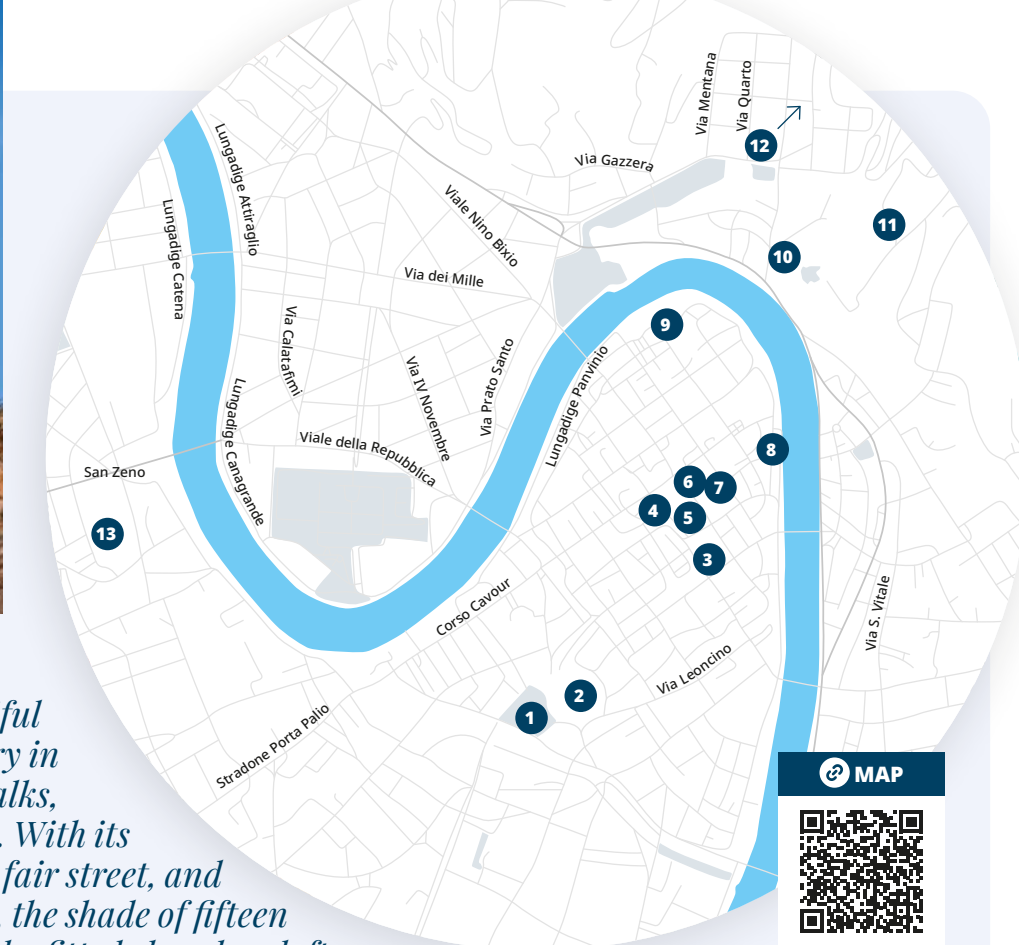 Via Mentana
Via Quarto
12
Via Gazzera
Lungadige Attiraglio
Lungadige Catena
Viale Nino Bixio
11
10
Via dei Mille
Via Calatafimi
9
Via IV Novembre
Via Prato Santo
Lungadige Panvinio
Lungadige Canagrande
Viale della Repubblica
8
San Zeno
6
7
4
5
13
3
Corso Cavour
Via S. Vitale
Via Leoncino
2
1
Stradone Porta Palio
MAP
ful
ry in
alks,
. With its
fair street, and
the shade of fifteen